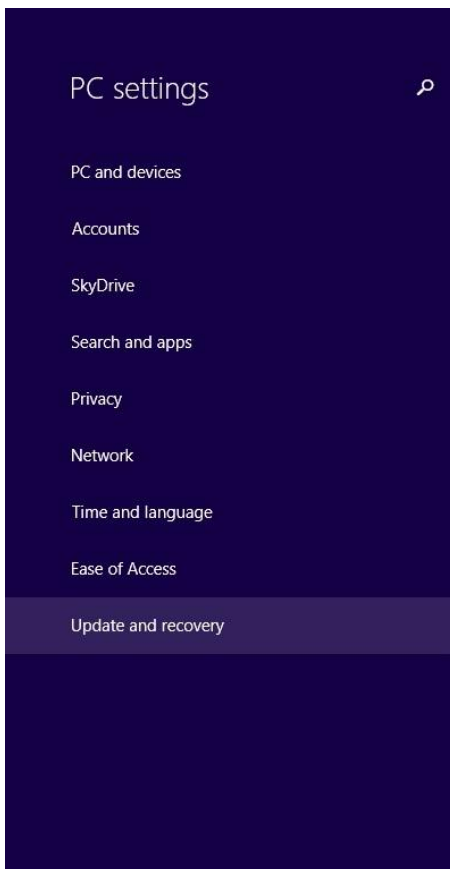 PC settings
PC and devices
Accounts
SkyDrive
Search and apps
Privacy
Network
Time and language
Ease of Access
Update and recovery